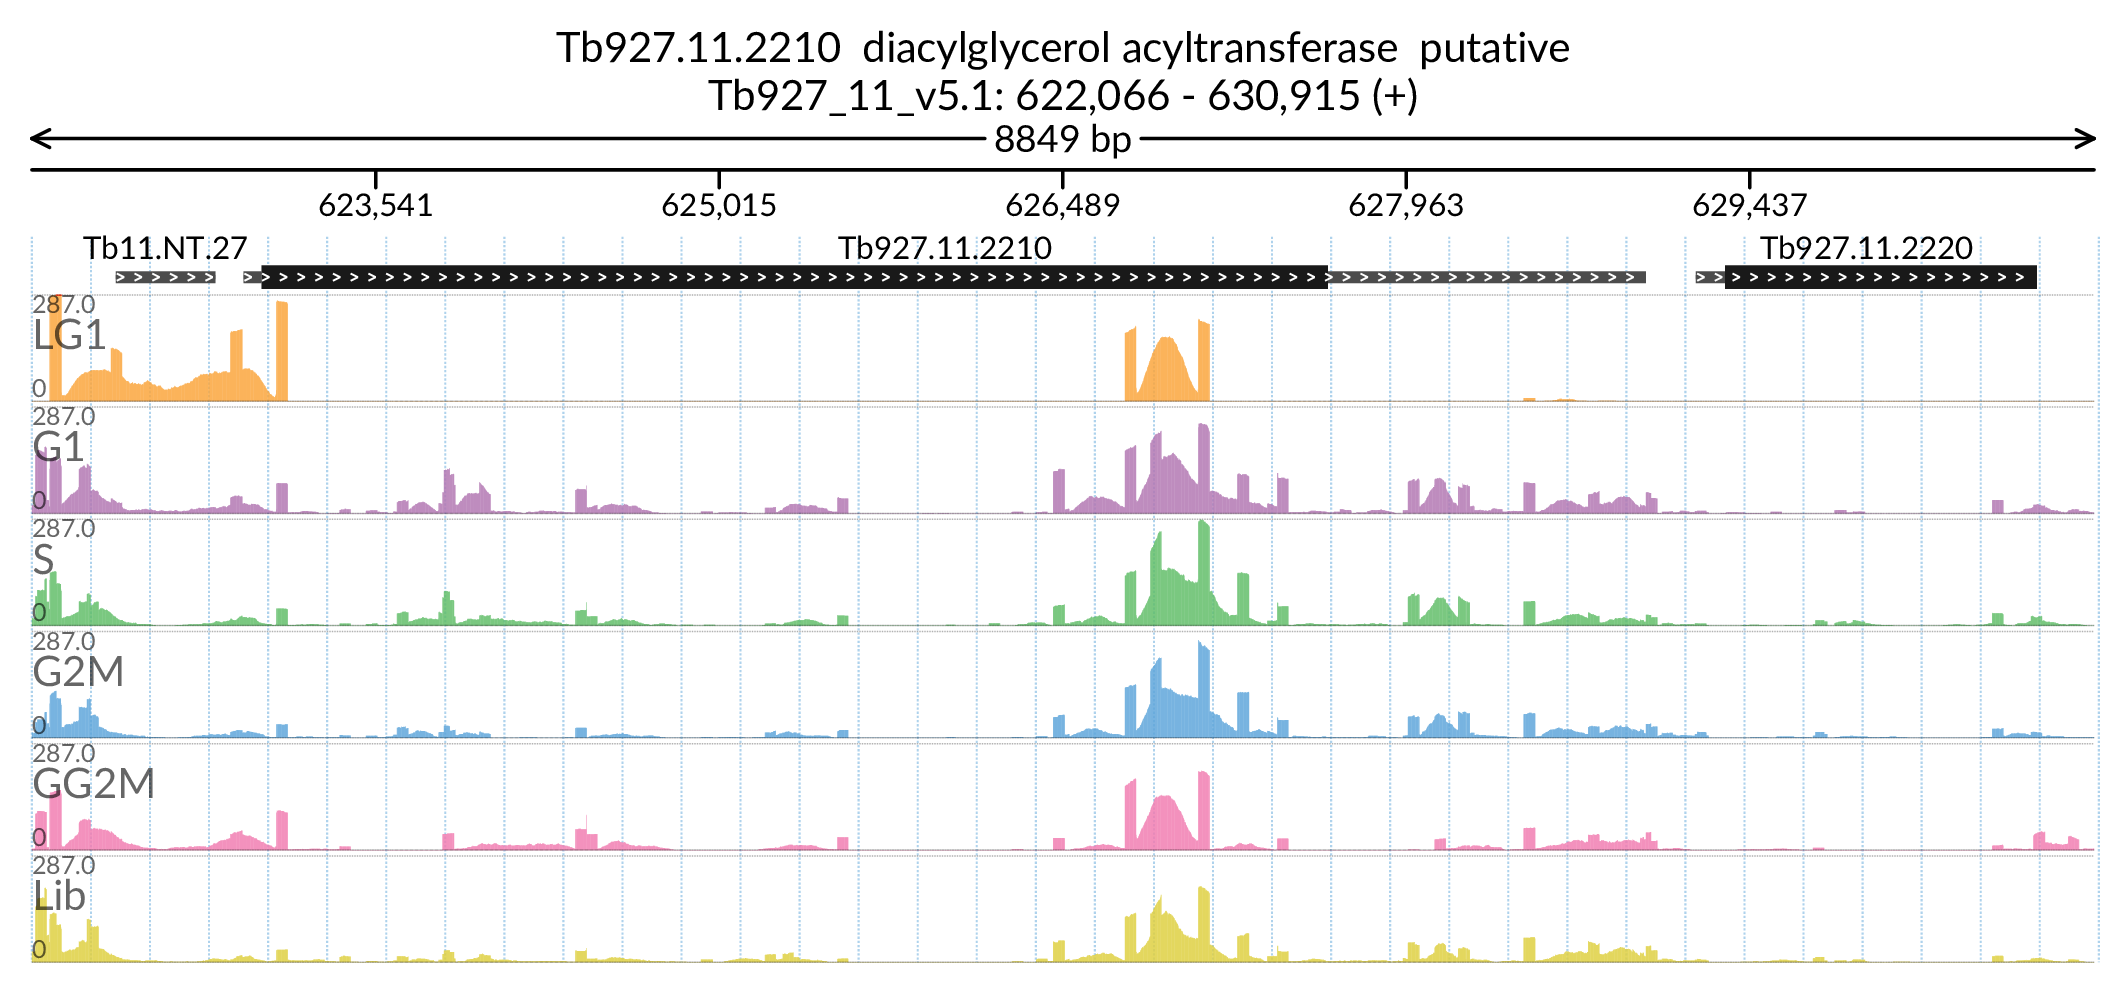 Tb927.11.2210 diacylglycerol acyltransferase putative
Tb927_11_v5.1: 622,066 - 630,915 (+)
8849 bp
623,541 625,015 626,489 627,963 629,437
Tb11.NT.27 Tb927.11.2210 Tb927.11.2220
287.0
LG1
0
287.0
G1
0
287.0
S
0
287.0
G2M
0
287.0
GG2M
0
287.0
Lib
0